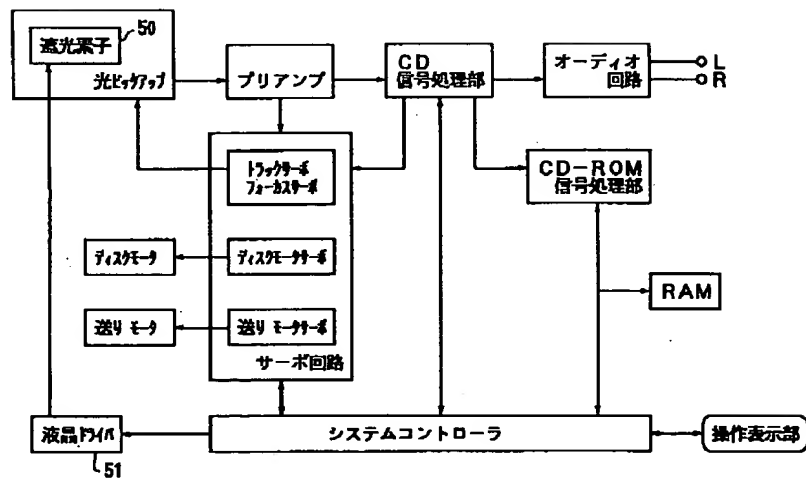 遮光素子
50
光ピックアップ
プリアンプ
CD
信号処理部
オーディオ
回路
L
R
トラックサーボ
フォーカスサーボ
CD-ROM
信号処理部
ディスクモータ
ディスクモータサーボ
RAM
送りモータ
送りモータサーボ
サーボ回路
液晶ドライバ
51
システムコントローラ
操作表示部